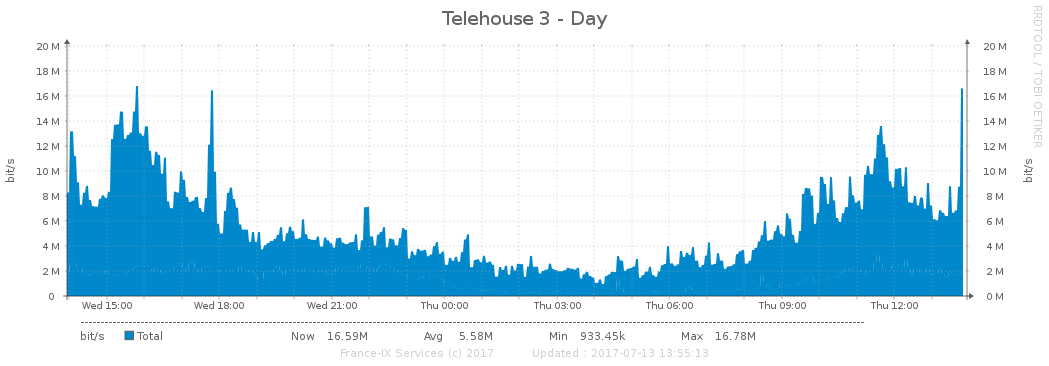 Telehouse 3 - Day
RRDTOOL / TOBI OETIKER
20 M 20 M
18 M 18 M
16 M 16 M
14 M 14 M
12 M 12 M
10 M 10 M
8 M 8 M
6 M 6 M
4 M 4 M
2 M 2 M
0 0 M
bit/s
bit/s
Wed 15:00 Wed 18:00 Wed 21:00 Thu 00:00 Thu 03:00 Thu 06:00 Thu 09:00 Thu 12:00
bit/s Total Now 16.59M Avg 5.58M Min 933.45k Max 16.78M
France-IX Services (c) 2017 Updated : 2017-07-13 13:55:13